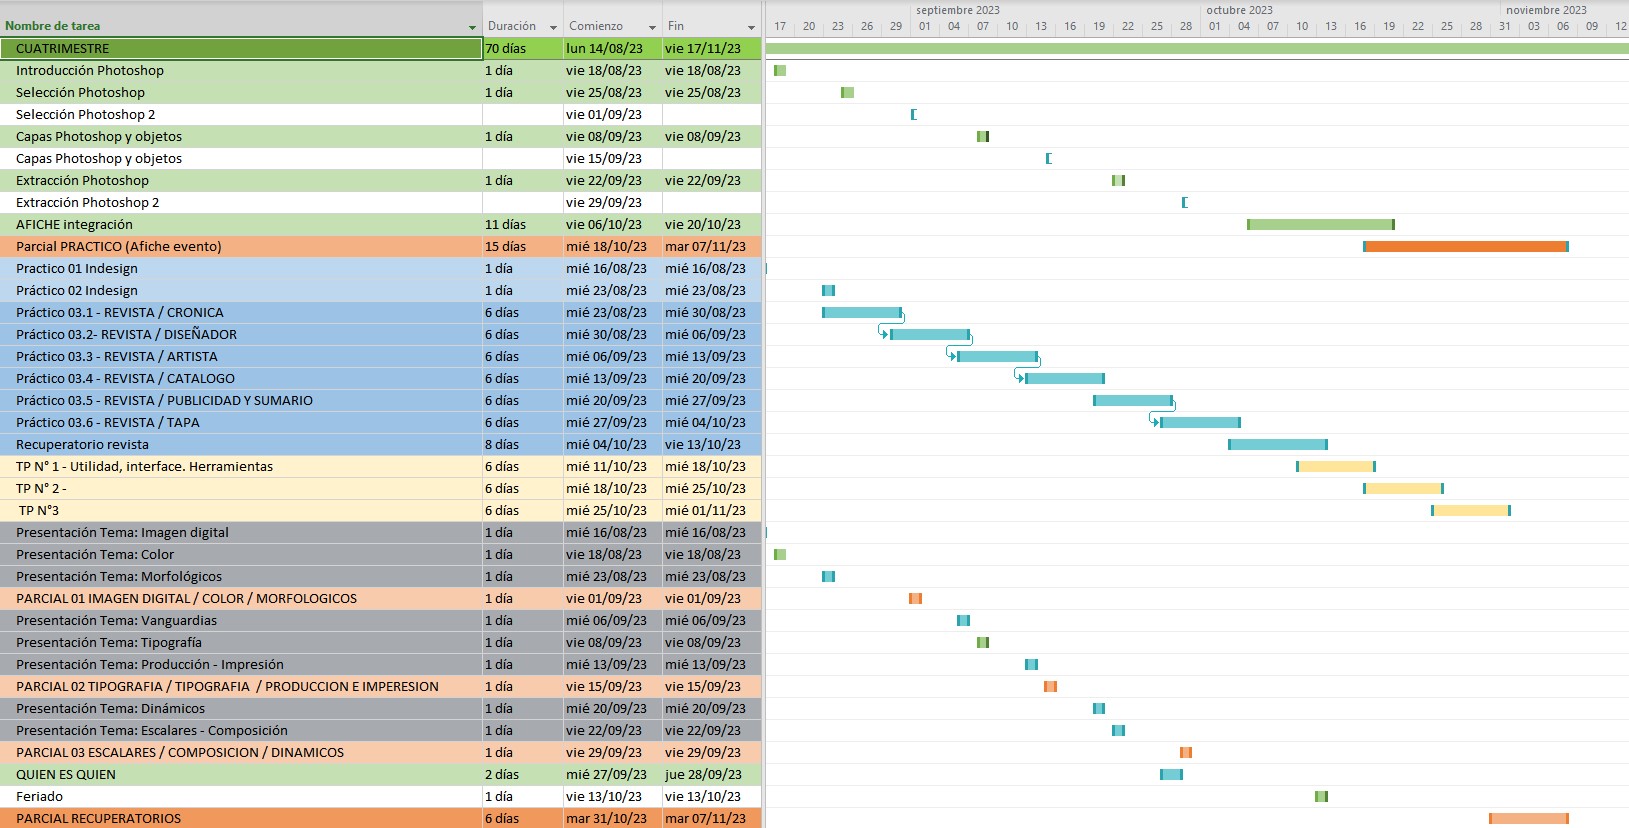 septiembre 2023 octubre 2023 noviembre 2023
Nombre de tarea Duración Comienzo Fin 17 20 23 26 29 01 04 07 10 13 16 19 22 25 28 01 04 07 10 13 16 19 22 25 28 31 03 06 09 12
CUATRIMESTRE 70 días lun 14/08/23 vie 17/11/23
Introducción Photoshop 1 día vie 18/08/23 vie 18/08/23
Selección Photoshop 1 día vie 25/08/23 vie 25/08/23
Selección Photoshop 2 vie 01/09/23
Capas Photoshop y objetos 1 día vie 08/09/23 vie 08/09/23
Capas Photoshop y objetos vie 15/09/23
Extracción Photoshop 1 día vie 22/09/23 vie 22/09/23
Extracción Photoshop 2 vie 29/09/23
AFICHE integración 11 días vie 06/10/23 vie 20/10/23
Parcial PRACTICO (Afiche evento) 15 días mié 18/10/23 mar 07/11/23
Practico 01 Indesign 1 día mié 16/08/23 mié 16/08/23
Práctico 02 Indesign 1 día mié 23/08/23 mié 23/08/23
Práctico 03.1 - REVISTA / CRONICA 6 días mié 23/08/23 mié 30/08/23
Práctico 03.2- REVISTA / DISEÑADOR 6 días mié 30/08/23 mié 06/09/23
Práctico 03.3 - REVISTA / ARTISTA 6 días mié 06/09/23 mié 13/09/23
Práctico 03.4 - REVISTA / CATALOGO 6 días mié 13/09/23 mié 20/09/23
Práctico 03.5 - REVISTA / PUBLICIDAD Y SUMARIO 6 días mié 20/09/23 mié 27/09/23
Práctico 03.6 - REVISTA / TAPA 6 días mié 27/09/23 mié 04/10/23
Recuperatorio revista 8 días mié 04/10/23 vie 13/10/23
TP N° 1 - Utilidad, interface. Herramientas 6 días mié 11/10/23 mié 18/10/23
TP N° 2 - 6 días mié 18/10/23 mié 25/10/23
TP N°3 6 días mié 25/10/23 mié 01/11/23
Presentación Tema: Imagen digital 1 día mié 16/08/23 mié 16/08/23
Presentación Tema: Color 1 día vie 18/08/23 vie 18/08/23
Presentación Tema: Morfológicos 1 día mié 23/08/23 mié 23/08/23
PARCIAL 01 IMAGEN DIGITAL / COLOR / MORFOLOGICOS 1 día vie 01/09/23 vie 01/09/23
Presentación Tema: Vanguardias 1 día mié 06/09/23 mié 06/09/23
Presentación Tema: Tipografía 1 día vie 08/09/23 vie 08/09/23
Presentación Tema: Producción - Impresión 1 día mié 13/09/23 mié 13/09/23
PARCIAL 02 TIPOGRAFIA / TIPOGRAFIA / PRODUCCION E IMPERESION 1 día vie 15/09/23 vie 15/09/23
Presentación Tema: Dinámicos 1 día mié 20/09/23 mié 20/09/23
Presentación Tema: Escalares - Composición 1 día vie 22/09/23 vie 22/09/23
PARCIAL 03 ESCALARES / COMPOSICION / DINAMICOS 1 día vie 29/09/23 vie 29/09/23
QUIEN ES QUIEN 2 días mié 27/09/23 jue 28/09/23
Feriado 1 día vie 13/10/23 vie 13/10/23
PARCIAL RECUPERATORIOS 6 días mar 31/10/23 mar 07/11/23